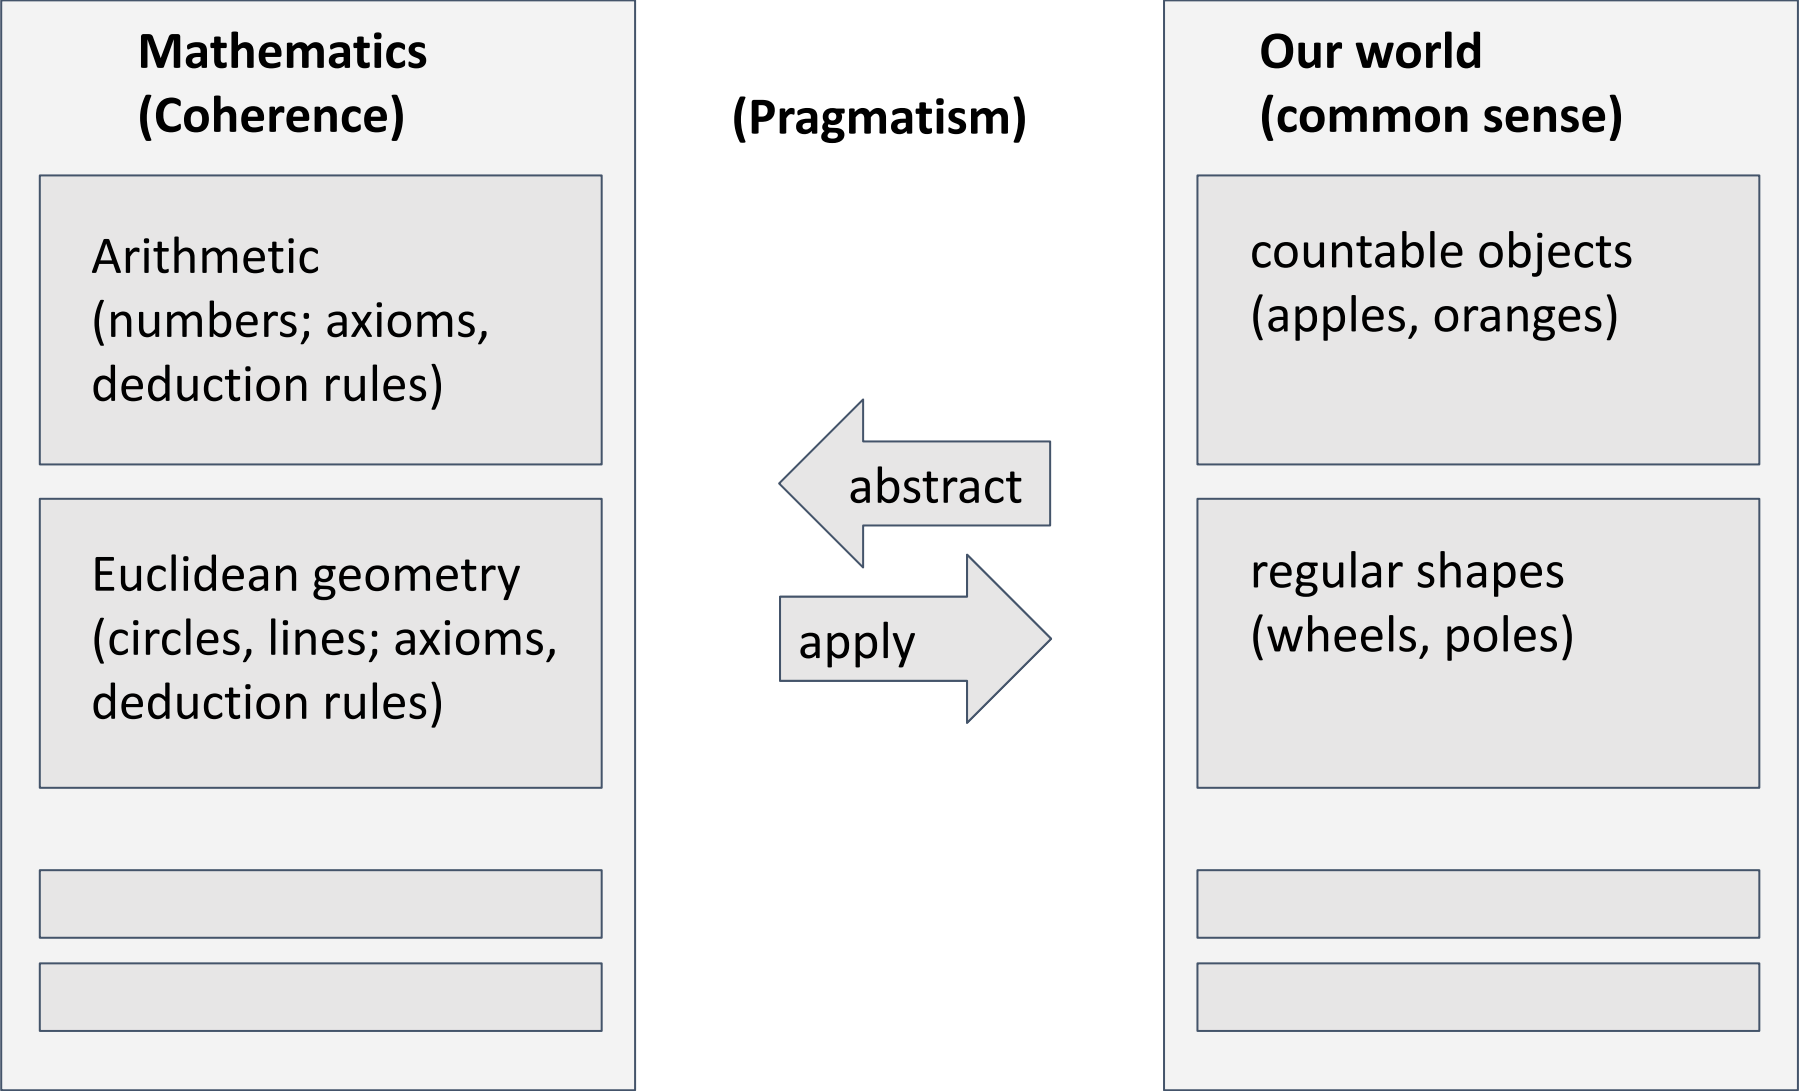 Mathematics
(Coherence)
Arithmetic
(numbers; axioms,
deduction rules)
Euclidean geometry
(circles, lines; axioms,
deduction rules)
(Pragmatism)
abstract
apply
Our world
(common sense)
countable objects
(apples, oranges)
regular shapes
(wheels, poles)